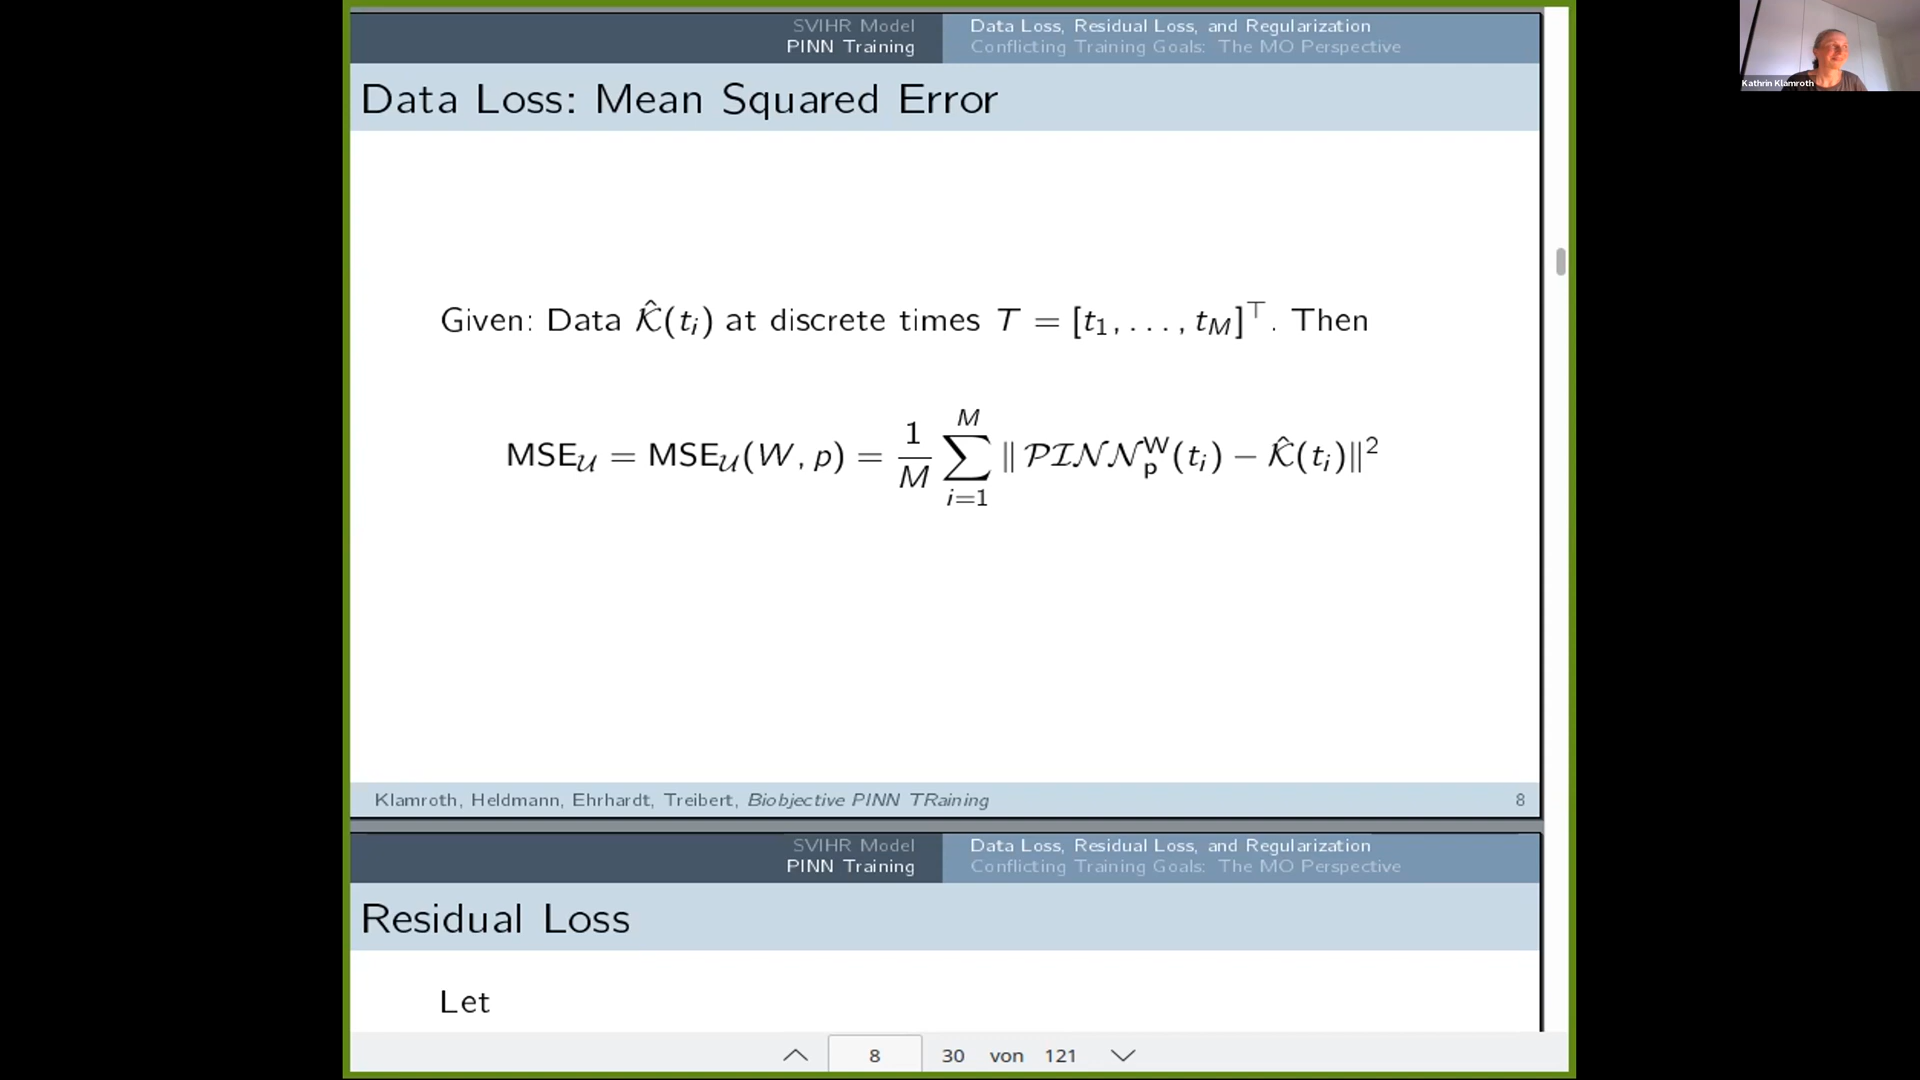 SVIHR Model
PINN Training
Data Loss, Residual Loss, and Regularization
Conflicting Training Goals: The MO Perspective
Data Loss: Mean Squared Error
Given: Data 𝒦̂(tᵢ) at discrete times T = [t₁, . . . , t_M]^⊤. Then
MSE_𝒰 = MSE_𝒰(W, p) = 1/M ∑_{i=1}^{M} ‖ 𝒫ℐ𝒩𝒩_p^W(tᵢ) − 𝒦̂(tᵢ)‖²
Klamroth, Heldmann, Ehrhardt, Treibert, Biobjective PINN TRaining
8
SVIHR Model
PINN Training
Data Loss, Residual Loss, and Regularization
Conflicting Training Goals: The MO Perspective
Residual Loss
Let
8 30 von 121
Kathrin Klamroth